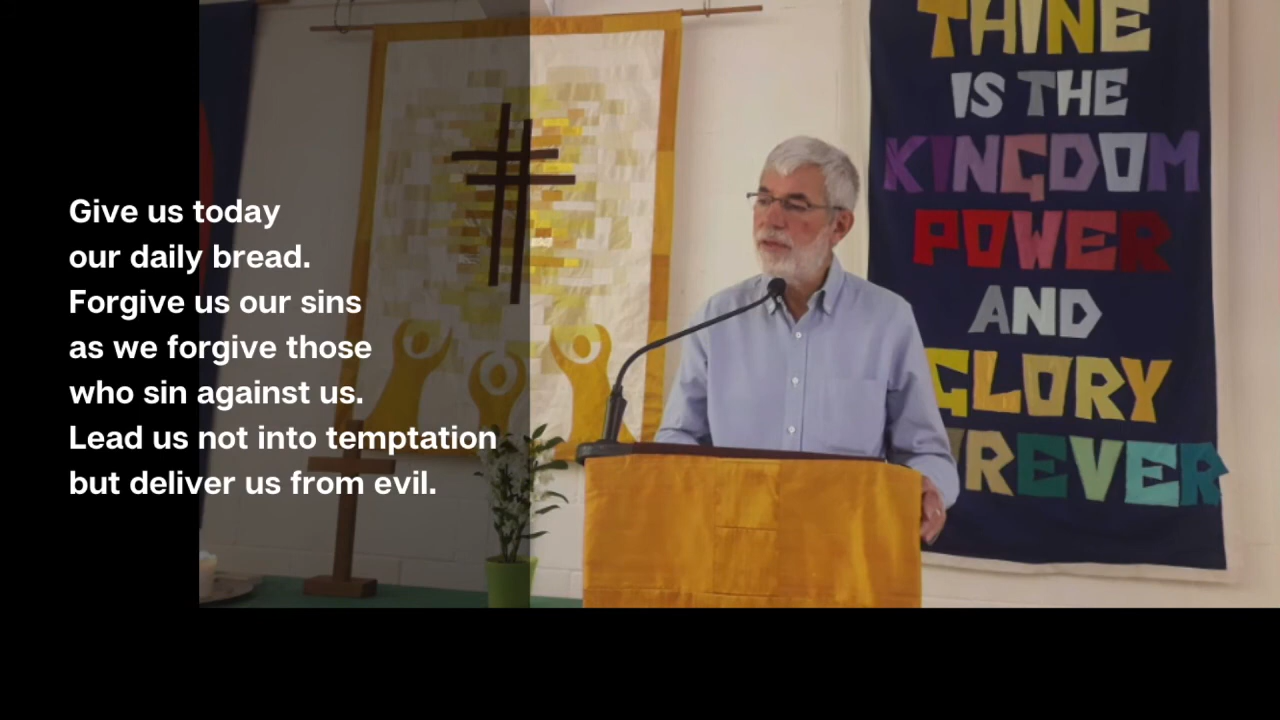 Give us today
our daily bread.
Forgive us our sins
as we forgive those
who sin against us.
Lead us not into temptation
but deliver us from evil.
THINE
IS THE
KINGDOM
POWER
AND
GLORY